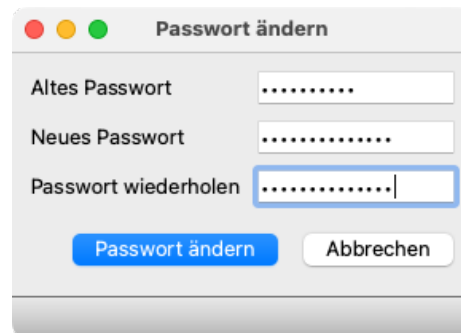 Passwort ändern
Altes Passwort ••••••••••
Neues Passwort ••••••••••••••
Passwort wiederholen ••••••••••••••
Passwort ändern Abbrechen